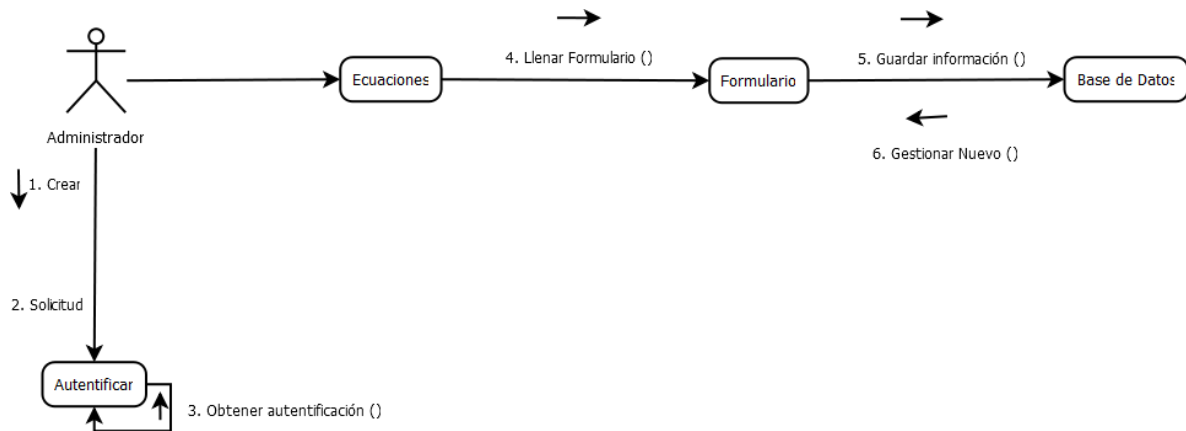 4. Llenar Formulario ()
5. Guardar información ()
Ecuaciones
Formulario
Base de Datos
Administrador
6. Gestionar Nuevo ()
1. Crear
2. Solicitud
Autentificar
3. Obtener autentificación ()